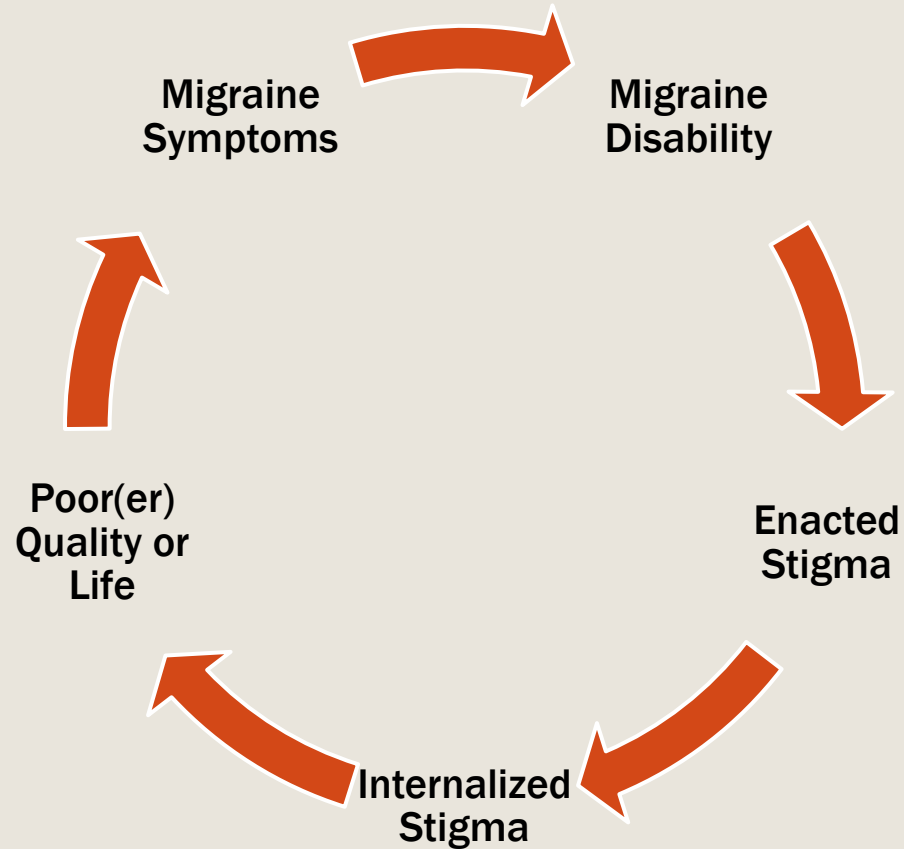 Migraine
Symptoms
Migraine
Disability
Enacted
Stigma
Internalized
Stigma
Poor(er)
Quality or
Life